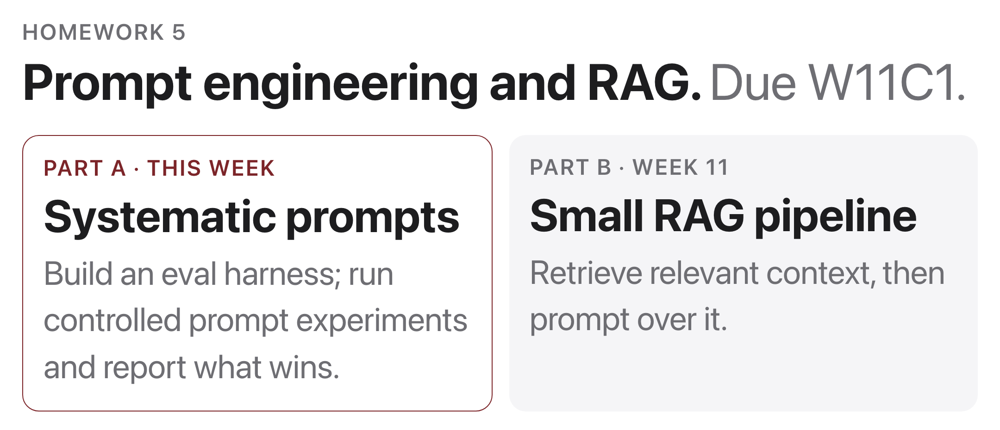 HOMEWORK 5
Prompt engineering and RAG. Due W11C1.
PART A · THIS WEEK
Systematic prompts
Build an eval harness; run
controlled prompt experiments
and report what wins.
PART B · WEEK 11
Small RAG pipeline
Retrieve relevant context, then
prompt over it.